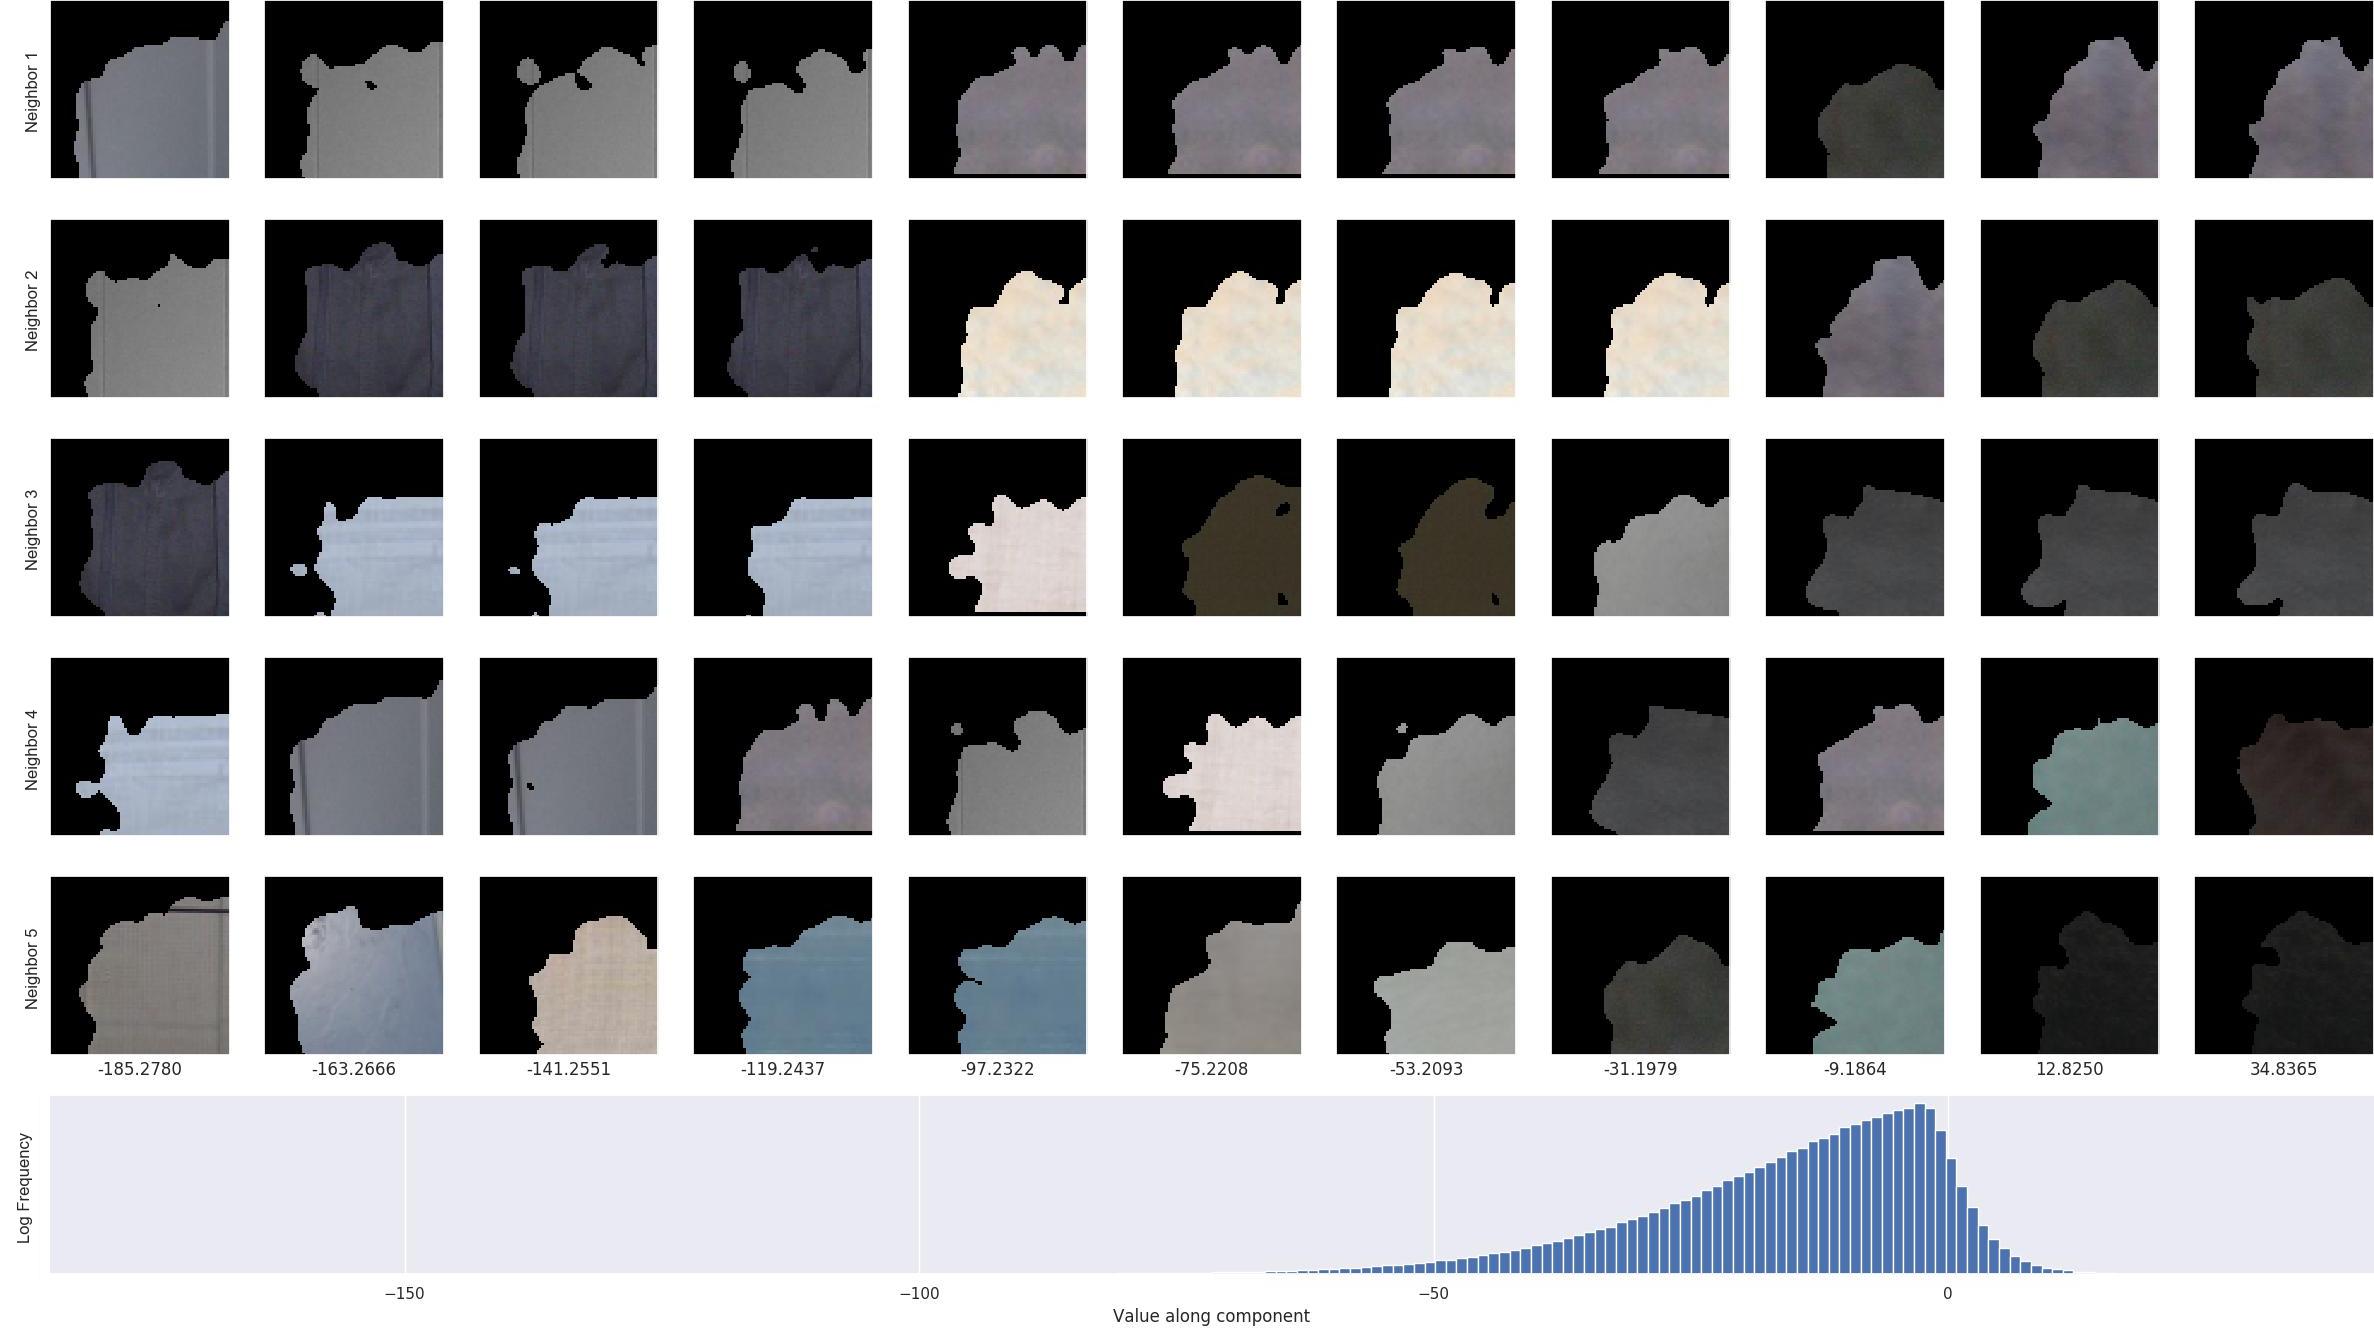 Neighbor 1
Neighbor 2
Neighbor 3
Neighbor 4
Neighbor 5
-185.2780 -163.2666 -141.2551 -119.2437 -97.2322 -75.2208 -53.2093 -31.1979 -9.1864 12.8250 34.8365
Log Frequency
−150 −100 −50 0
Value along component